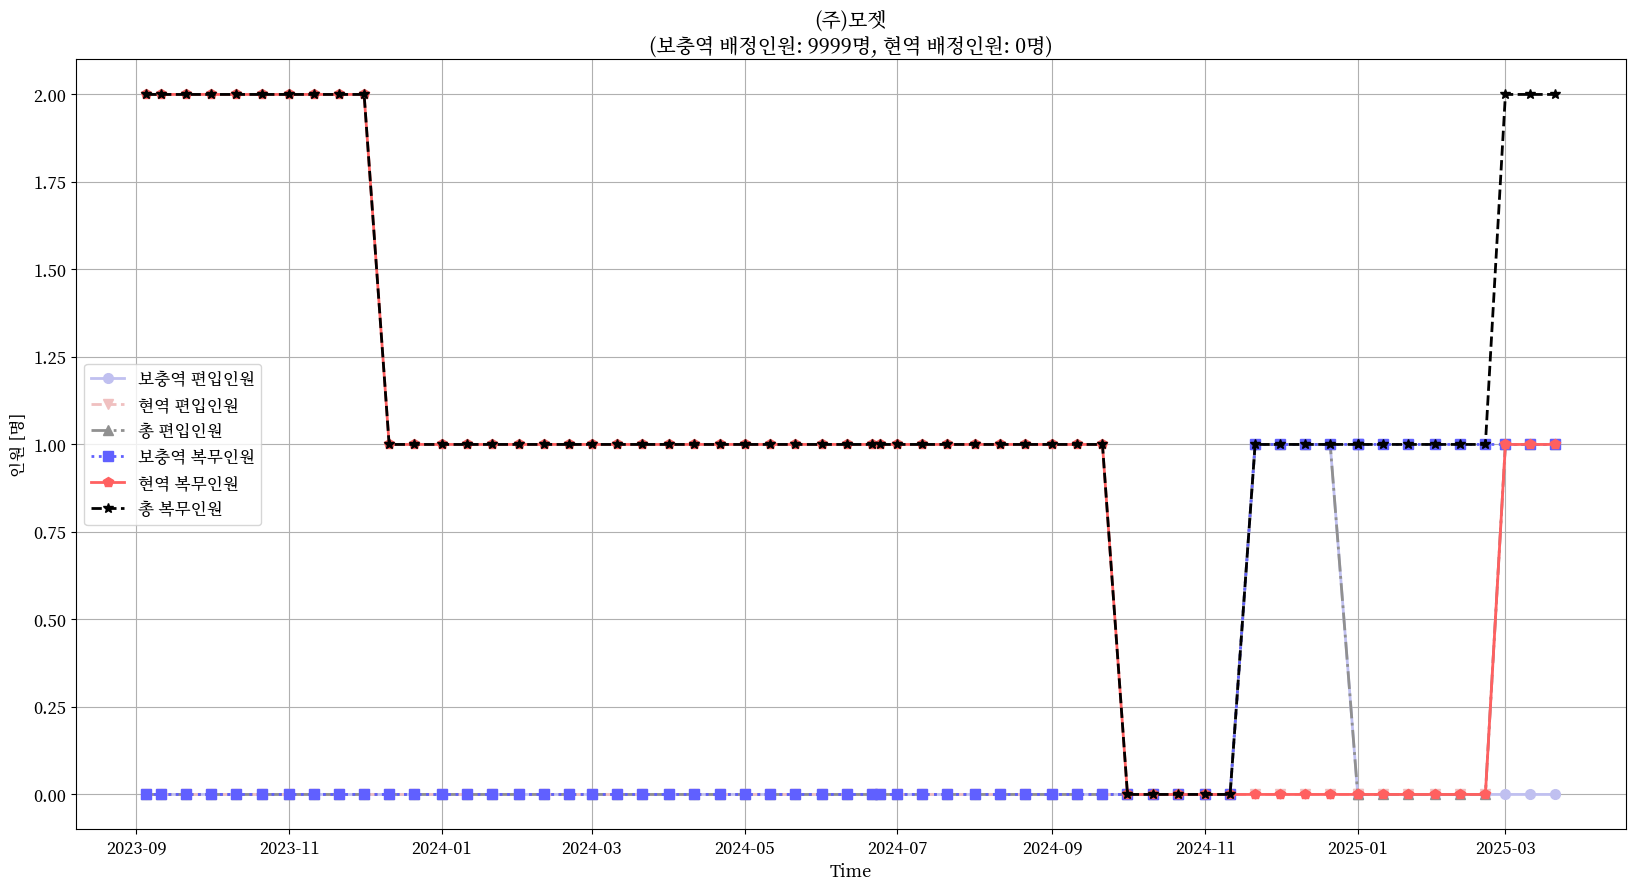 (주)모젯
(보충역 배정인원: 9999명, 현역 배정인원: 0명)
2.00
1.75
1.50
1.25
1.00
0.75
0.50
0.25
0.00
인원 [명]
보충역 편입인원
현역 편입인원
총 편입인원
보충역 복무인원
현역 복무인원
총 복무인원
2023-09
2023-11
2024-01
2024-03
2024-05
2024-07
2024-09
2024-11
2025-01
2025-03
Time